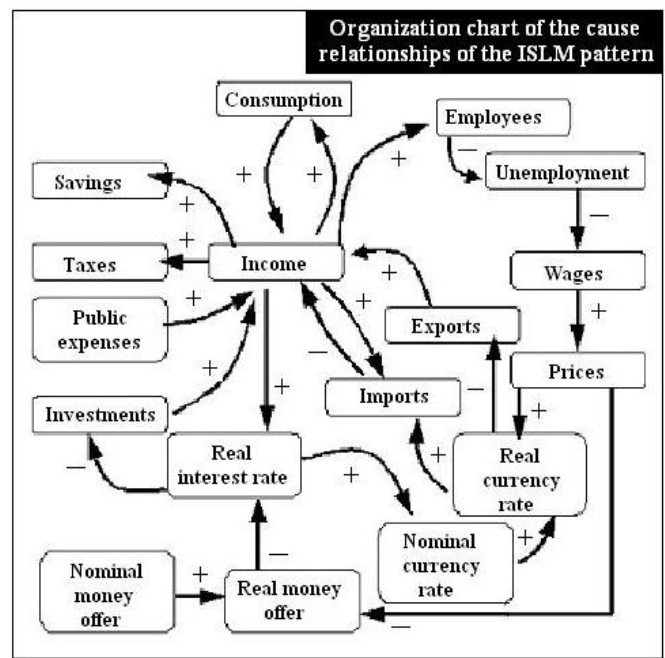 Organization chart of the cause
relationships of the ISLM pattern
Consumption
Employees
+
−
+
+
Unemployment
Savings
+
−
+
Taxes
Income
Wages
+
+
+
Public
expenses
Exports
+
−
Prices
+
+
−
Investments
Imports
+
Real
interest rate
−
+
+
Real
currency
rate
Nominal
currency
rate
+
−
Nominal
money
offer
+
Real money
offer
−